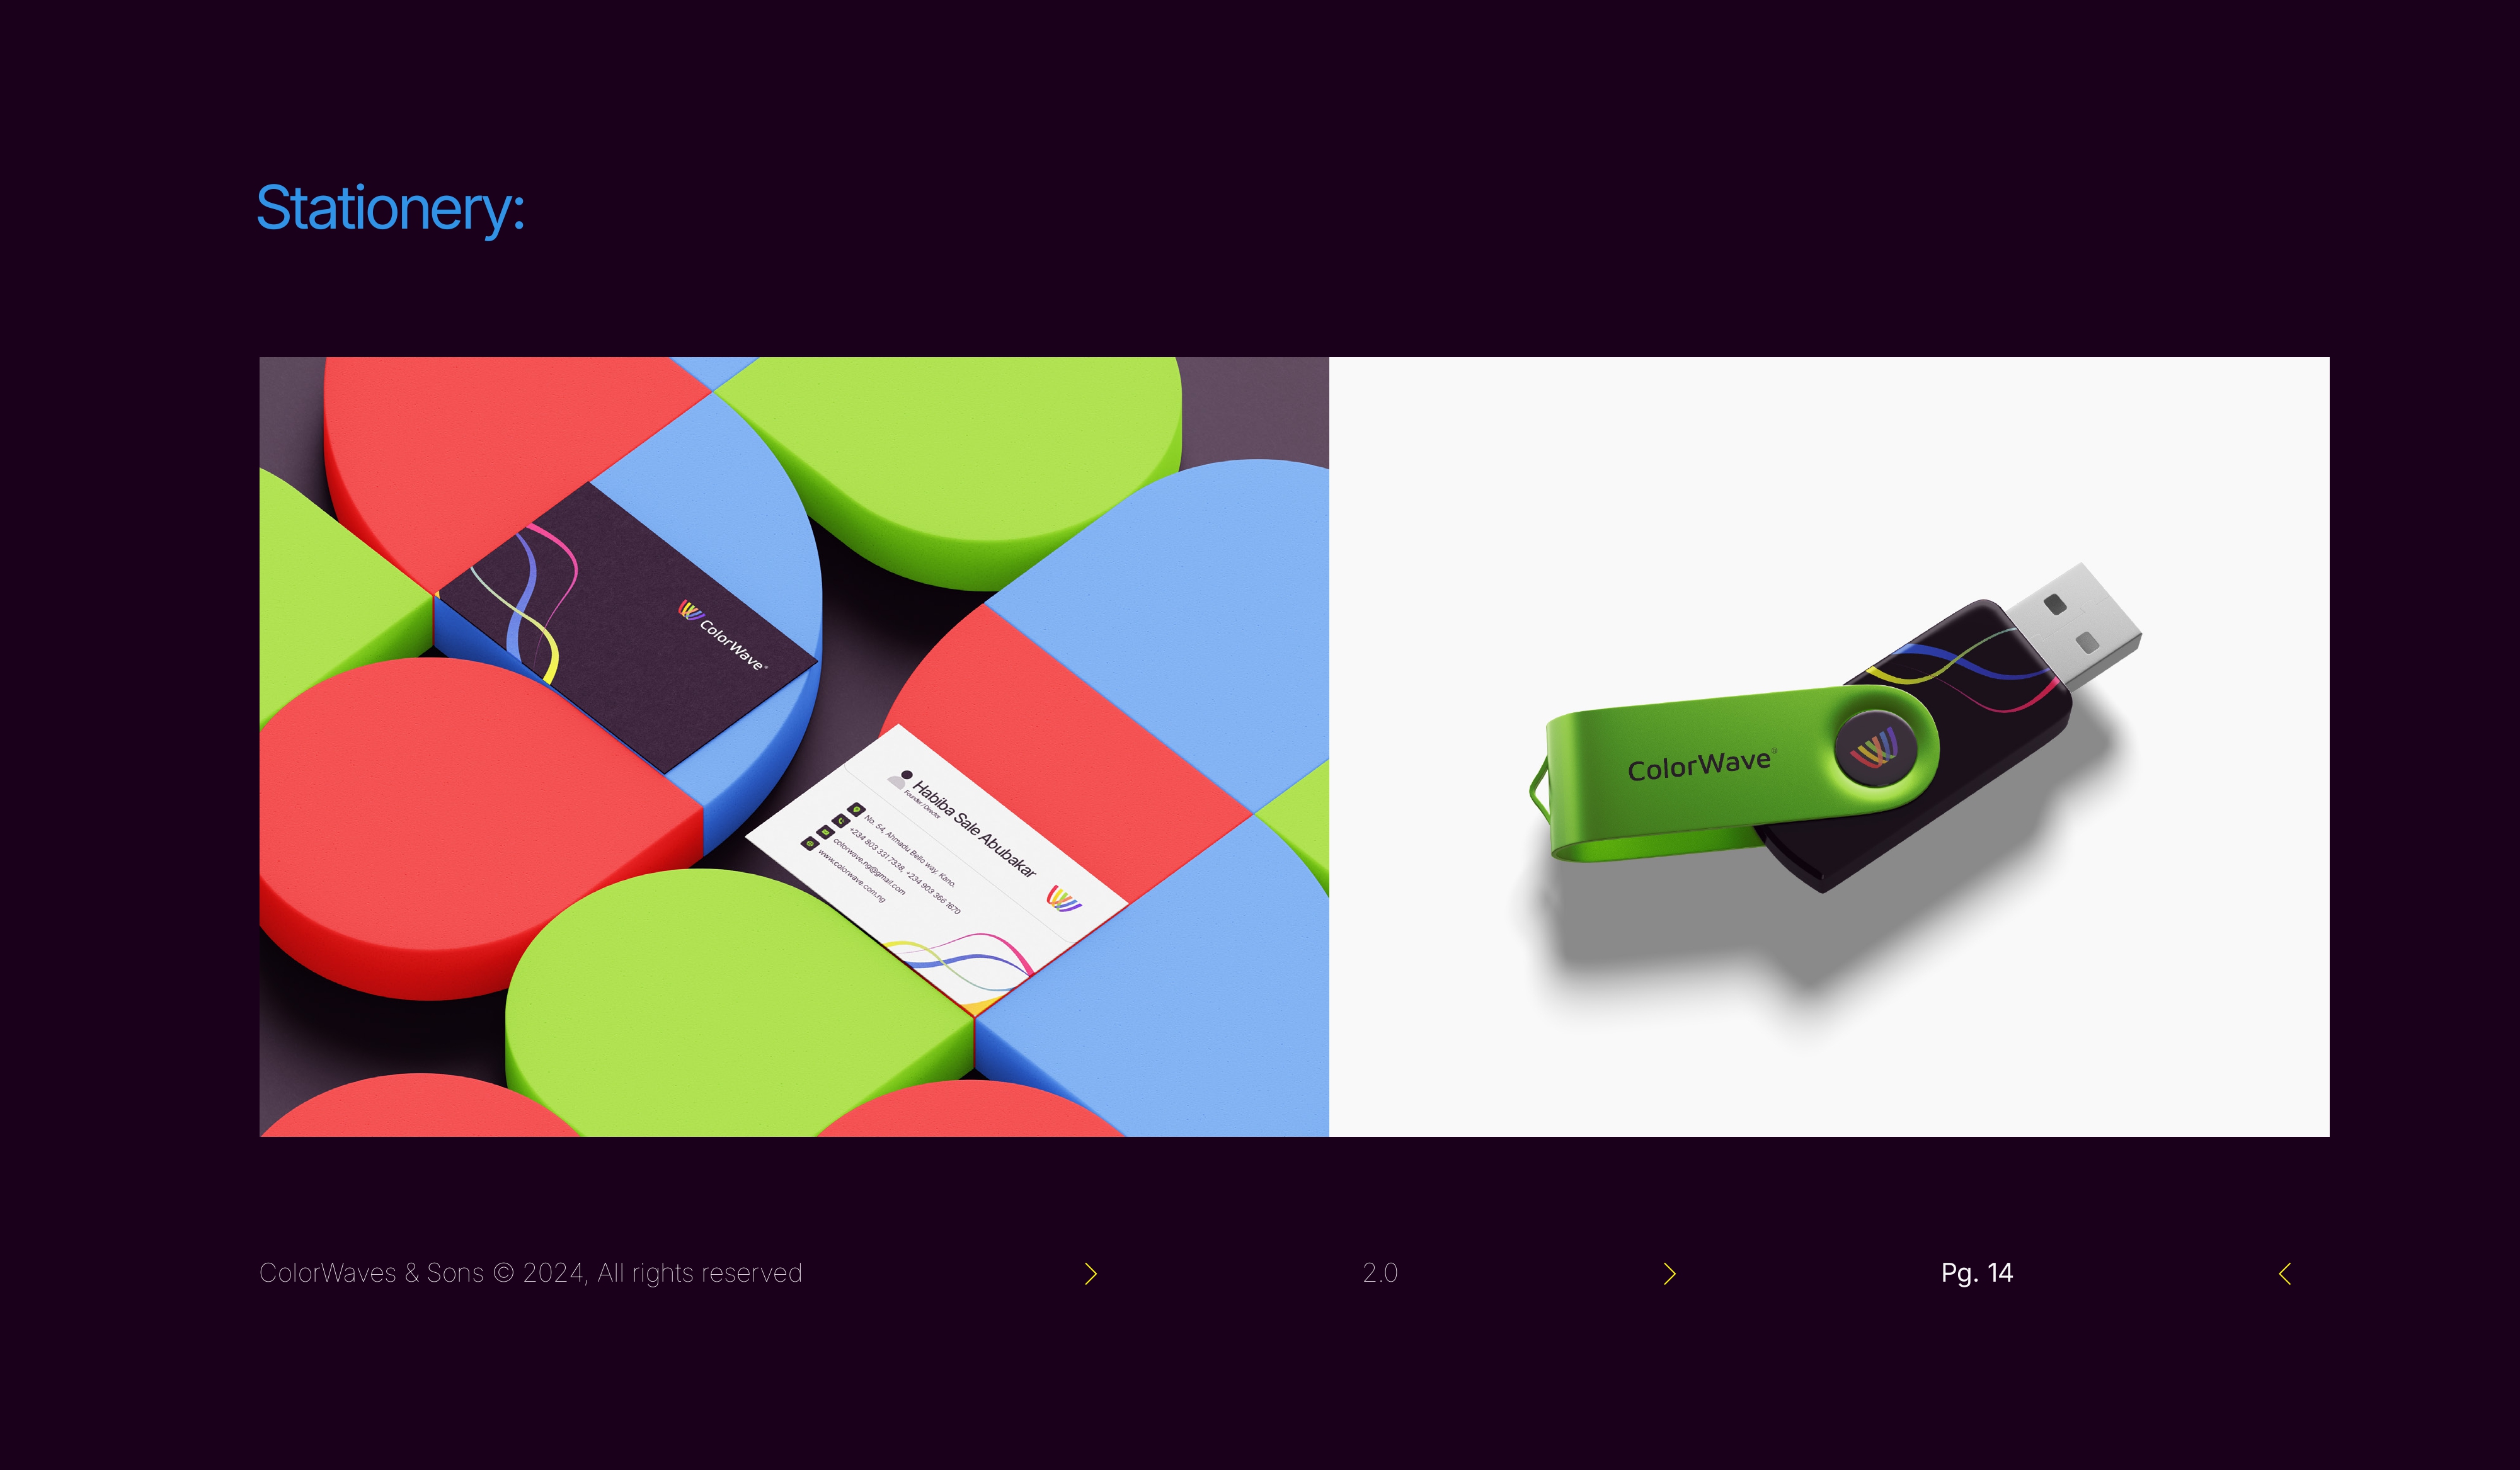 Stationery:
ColorWave®
Habiba Sale Abubakar
Founder / Director
No. 54, Ahmadu Bello way, Kano.
+234 803 3317338, +234 903 366 1670
colorwave.ng@gmail.com
www.colorwave.com.ng
ColorWave®
ColorWaves & Sons © 2024, All rights reserved
2.0
Pg. 14